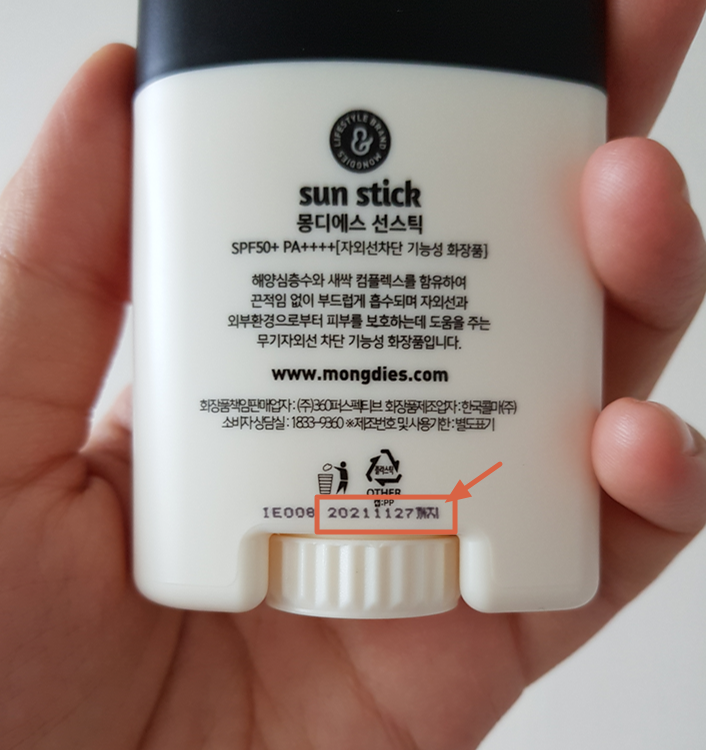 LIFESTYLE BRAND MONGDIES
&
sun stick
몽디에스 선스틱
SPF50+ PA++++[자외선차단 기능성 화장품]
해양심층수와 새싹 컴플렉스를 함유하여
끈적임 없이 부드럽게 흡수되며 자외선과
외부환경으로부터 피부를 보호하는데 도움을 주는
무기자외선 차단 기능성 화장품입니다.
www.mongdies.com
화장품책임판매업자 : (주)360퍼스펙티브 화장품제조업자 : 한국콜마(주)
소비자상담실 : 1833-9360 ※제조번호 및 사용기한 : 별도표기
플라스틱
OTHER
캡:PP
IE008 20211127까지